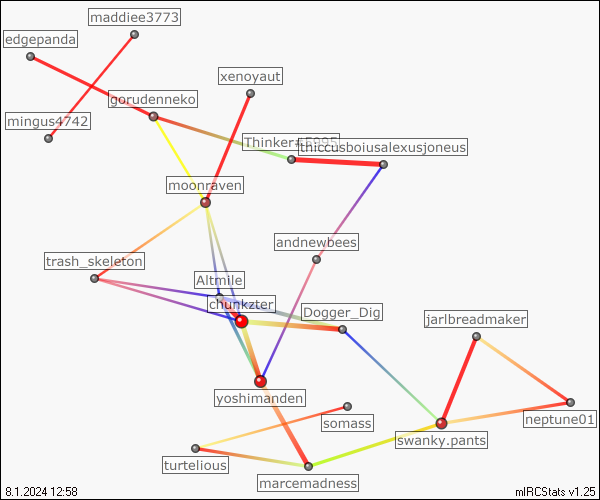 maddiee3773
edgepanda
xenoyaut
gorudenneko
mingus4742
thiccusboiusalexusjoneus
moonraven
andnewbees
trash_skeleton
Altmile
chunkzter
Dogger_Dig
jarlbreadmaker
yoshimanden
somass
neptune01
swanky.pants
turtelious
marcemadness
8.1.2024 12:58
mIRCStats v1.25